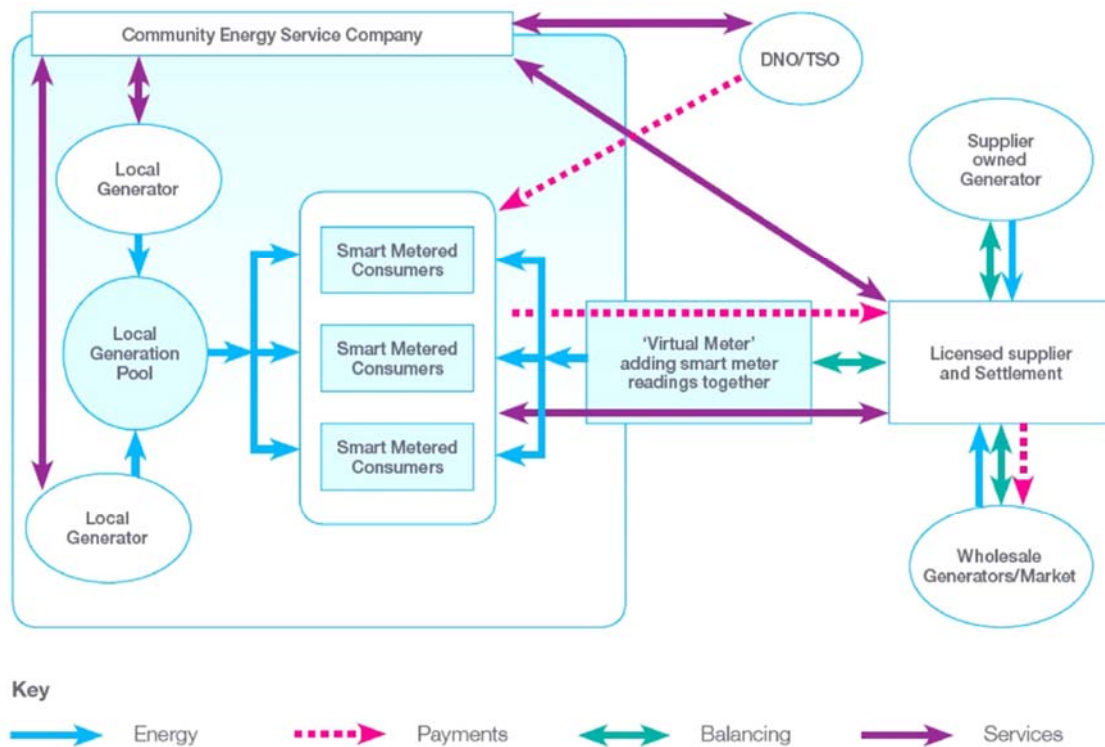 Community Energy Service Company
DNO/TSO
Local
Generator
Supplier
owned
Generator
Smart Metered
Consumers
Local
Generation
Pool
Smart Metered
Consumers
'Virtual Meter'
adding smart meter
readings together
Licensed supplier
and Settlement
Smart Metered
Consumers
Local
Generator
Wholesale
Generators/Market
Key
Energy
Payments
Balancing
Services